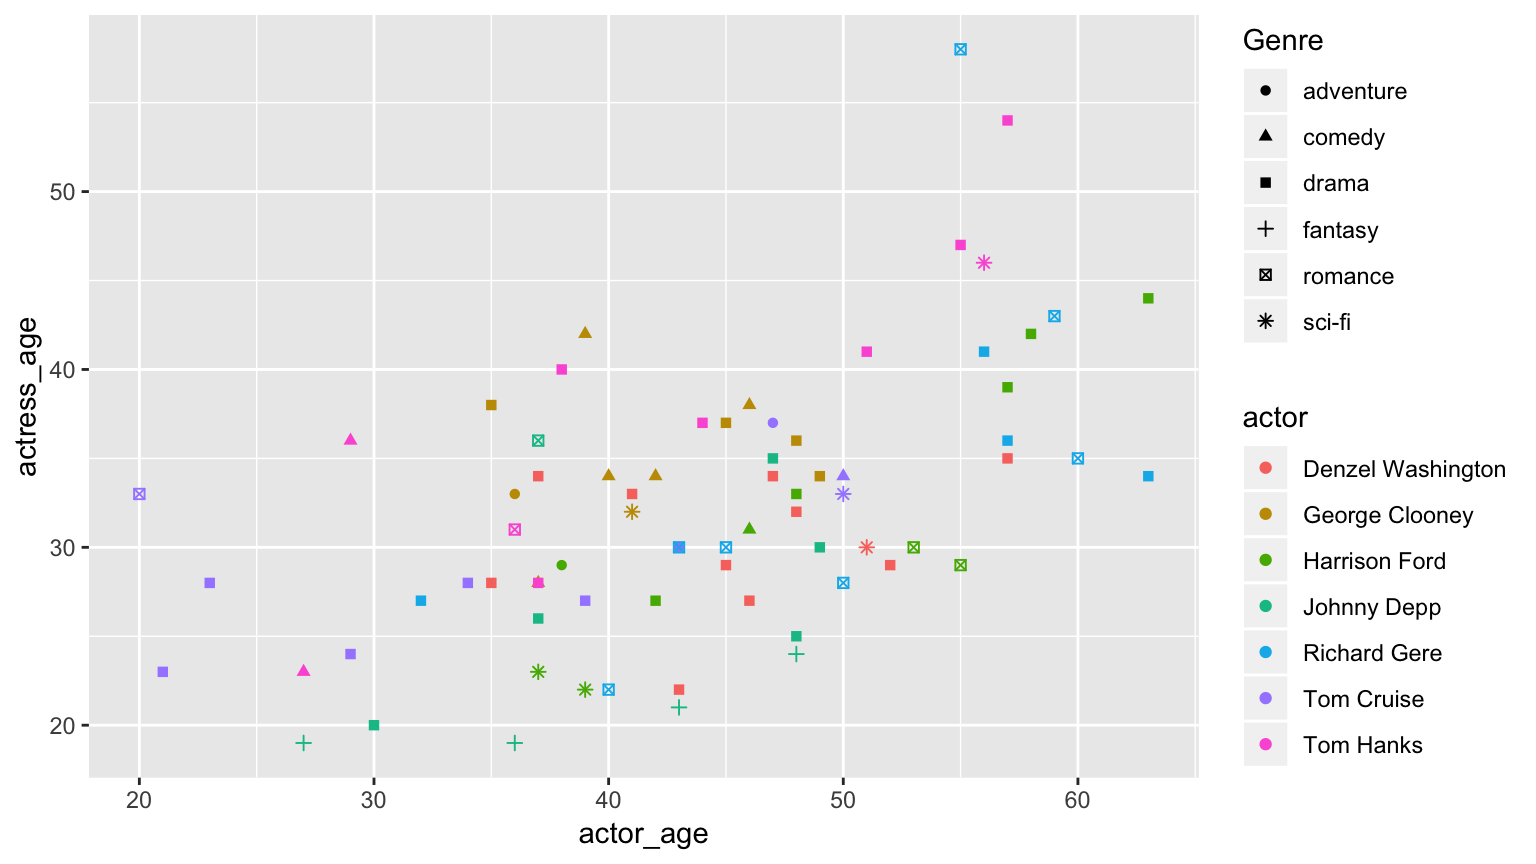 actress_age
50
40
30
20
20 30 40 50 60
actor_age
Genre
adventure
comedy
drama
fantasy
romance
sci-fi
actor
Denzel Washington
George Clooney
Harrison Ford
Johnny Depp
Richard Gere
Tom Cruise
Tom Hanks